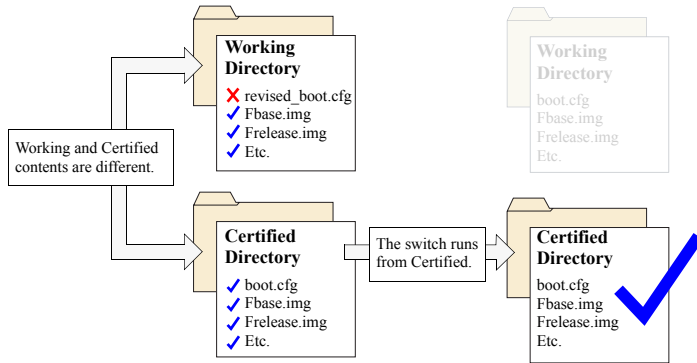 Working
Directory
revised_boot.cfg
Fbase.img
Frelease.img
Etc.
Working
Directory
boot.cfg
Fbase.img
Frelease.img
Etc.
Working and Certified
contents are different.
Certified
Directory
boot.cfg
Fbase.img
Frelease.img
Etc.
The switch runs
from Certified.
Certified
Directory
boot.cfg
Fbase.img
Frelease.img
Etc.